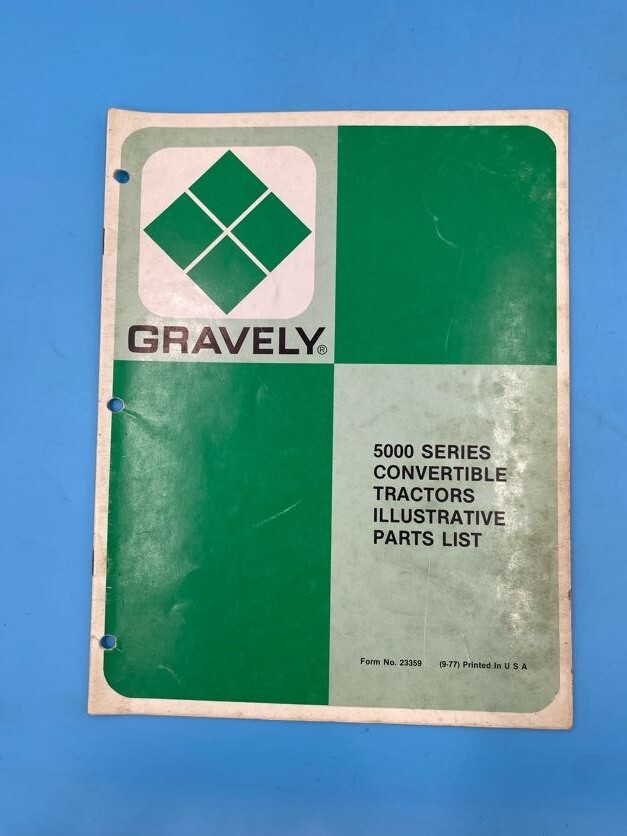 GRAVELY®
5000 SERIES
CONVERTIBLE
TRACTORS
ILLUSTRATIVE
PARTS LIST
Form No. 23359 (9-77) Printed In U S A